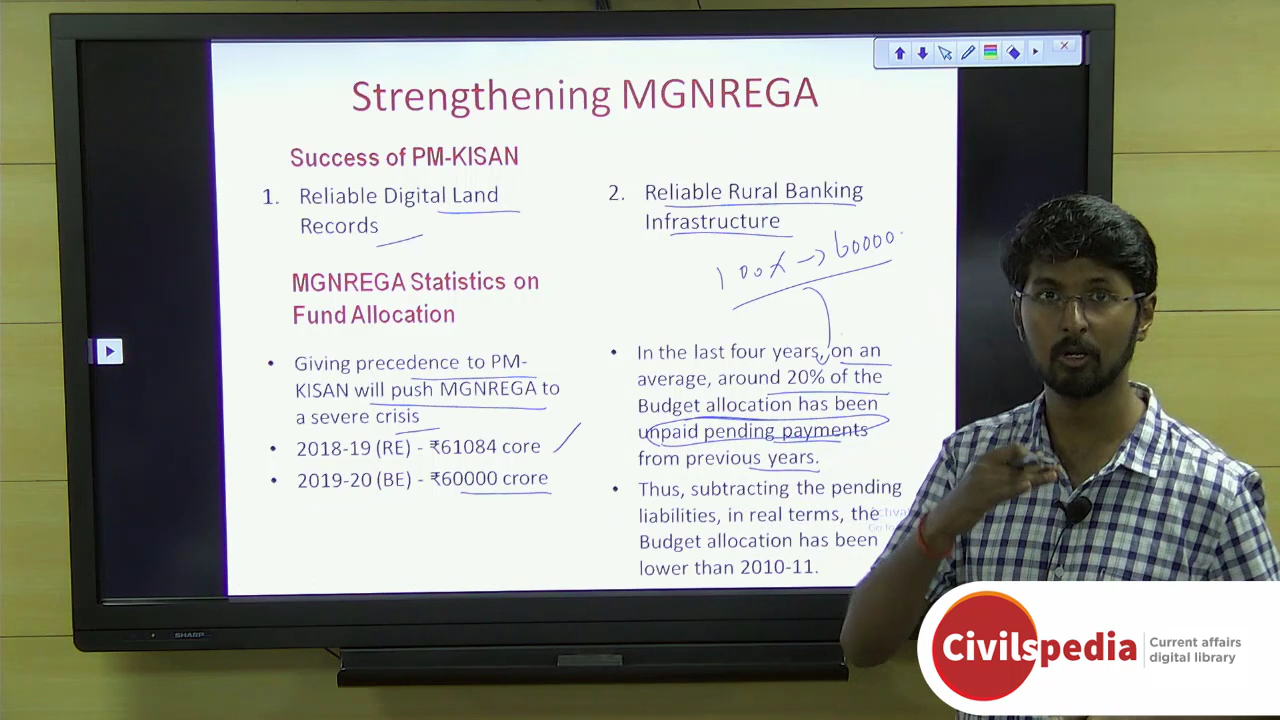 Strengthening MGNREGA
Success of PM-KISAN
1. Reliable Digital Land
Records
2. Reliable Rural Banking
Infrastructure
100% → 60000
MGNREGA Statistics on
Fund Allocation
• Giving precedence to PM-
KISAN will push MGNREGA to
a severe crisis
• 2018-19 (RE) - ₹61084 core
• 2019-20 (BE) - ₹60000 crore
• In the last four years, on an
average, around 20% of the
Budget allocation has been
unpaid pending payments
from previous years.
• Thus, subtracting the pending
liabilities, in real terms, the
Budget allocation has been
lower than 2010-11.
SHARP
Civilspedia
Current affairs
digital library